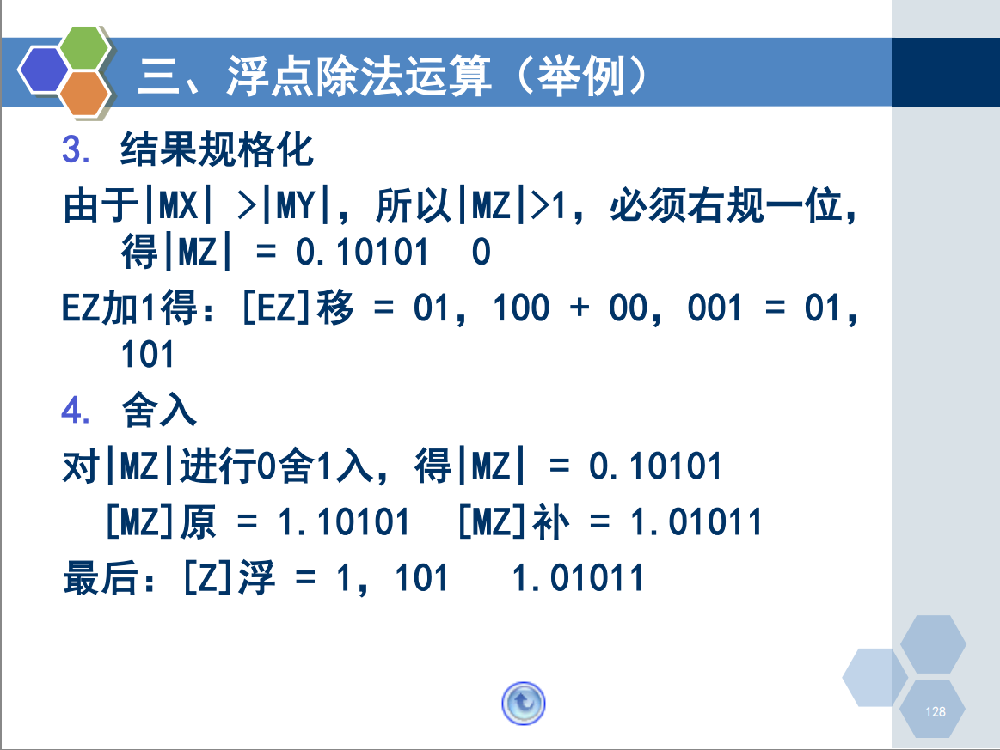 三、浮点除法运算（举例）
3. 结果规格化
由于|MX| >|MY|，所以|MZ|>1，必须右规一位，
得|MZ| = 0.10101 0
EZ加1得：[EZ]移 = 01，100 + 00，001 = 01，
101
4. 舍入
对|MZ|进行0舍1入，得|MZ| = 0.10101
[MZ]原 = 1.10101 [MZ]补 = 1.01011
最后：[Z]浮 = 1，101 1.01011
128